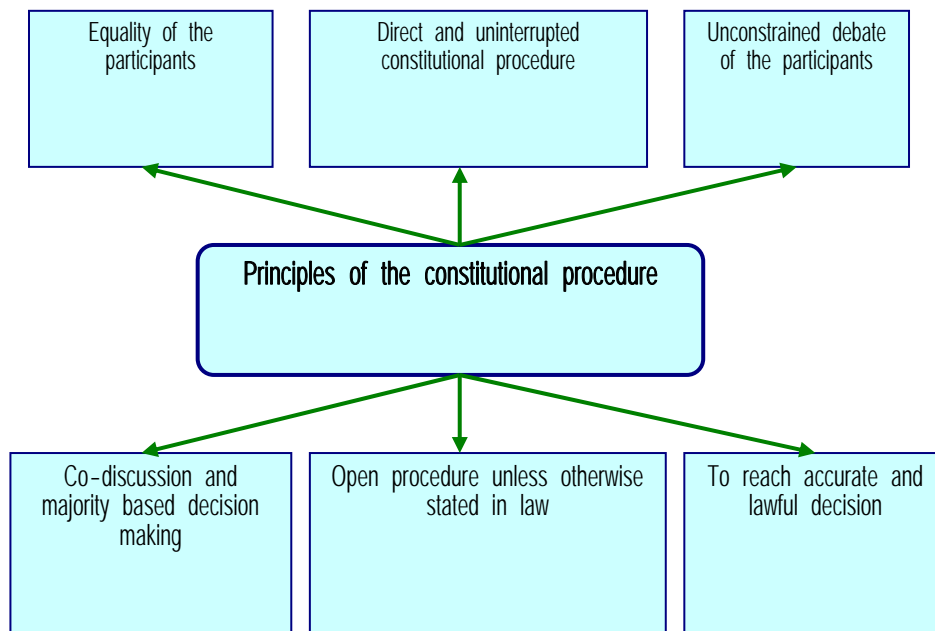 Equality of the
participants
Direct and uninterrupted
constitutional procedure
Unconstrained debate
of the participants
Principles of the constitutional procedure
Co-discussion and
majority based decision
making
Open procedure unless otherwise
stated in law
To reach accurate and
lawful decision